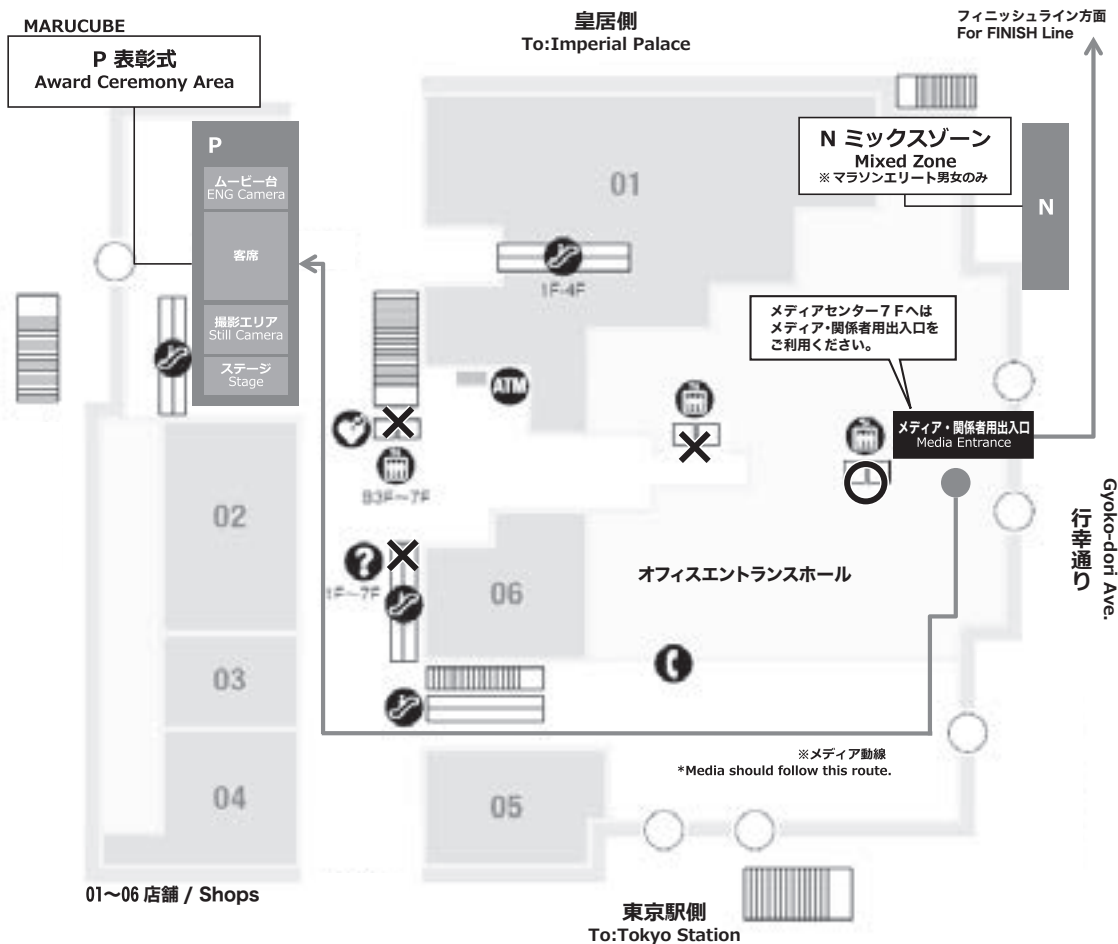 MARUCUBE
P 表彰式
Award Ceremony Area
皇居側
To:Imperial Palace
フィニッシュライン方面
For FINISH Line
P
ムービー台
ENG Camera
客席
撮影エリア
Still Camera
ステージ
Stage
01
N ミックスゾーン
Mixed Zone
※マラソンエリート男女のみ
N
1F-4F
メディアセンター7Fへは
メディア・関係者用出入口を
ご利用ください。
ATM
メディア・関係者用出入口
Media Entrance
B3F～7F
02
?
1F～7F
06
オフィスエントランスホール
行幸通り
Gyoko-dori Ave.
03
※メディア動線
*Media should follow this route.
04
05
01～06 店舗 / Shops
東京駅側
To:Tokyo Station